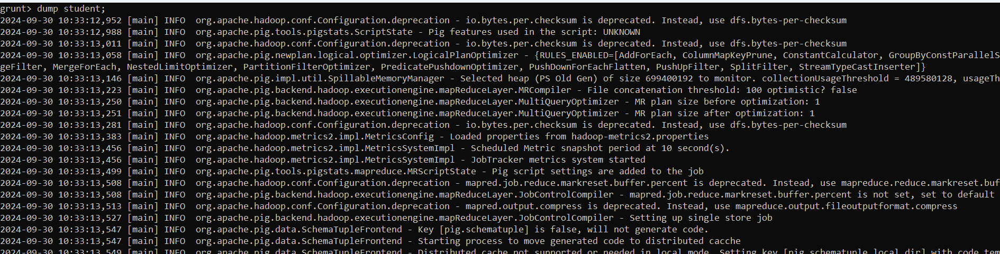 grunt> dump student;
2024-09-30 10:33:12,952 [main] INFO  org.apache.hadoop.conf.Configuration.deprecation - io.bytes.per.checksum is deprecated. Instead, use dfs.bytes-per-checksum
2024-09-30 10:33:12,988 [main] INFO  org.apache.pig.tools.pigstats.ScriptState - Pig features used in the script: UNKNOWN
2024-09-30 10:33:13,011 [main] INFO  org.apache.hadoop.conf.Configuration.deprecation - io.bytes.per.checksum is deprecated. Instead, use dfs.bytes-per-checksum
2024-09-30 10:33:13,058 [main] INFO  org.apache.pig.newplan.logical.optimizer.LogicalPlanOptimizer - {RULES_ENABLED=[AddForEach, ColumnMapKeyPrune, ConstantCalculator, GroupByConstParallelS
geFilter, MergeForEach, NestedLimitOptimizer, PartitionFilterOptimizer, PredicatePushdownOptimizer, PushDownForEachFlatten, PushUpFilter, SplitFilter, StreamTypeCastInserter]}
2024-09-30 10:33:13,146 [main] INFO  org.apache.pig.impl.util.SpillableMemoryManager - Selected heap (PS Old Gen) of size 699400192 to monitor. collectionUsageThreshold = 489580128, usageTh
2024-09-30 10:33:13,223 [main] INFO  org.apache.pig.backend.hadoop.executionengine.mapReduceLayer.MRCompiler - File concatenation threshold: 100 optimistic? false
2024-09-30 10:33:13,250 [main] INFO  org.apache.pig.backend.hadoop.executionengine.mapReduceLayer.MultiQueryOptimizer - MR plan size before optimization: 1
2024-09-30 10:33:13,251 [main] INFO  org.apache.pig.backend.hadoop.executionengine.mapReduceLayer.MultiQueryOptimizer - MR plan size after optimization: 1
2024-09-30 10:33:13,281 [main] INFO  org.apache.hadoop.conf.Configuration.deprecation - io.bytes.per.checksum is deprecated. Instead, use dfs.bytes-per-checksum
2024-09-30 10:33:13,383 [main] INFO  org.apache.hadoop.metrics2.impl.MetricsConfig - Loaded properties from hadoop-metrics2.properties
2024-09-30 10:33:13,456 [main] INFO  org.apache.hadoop.metrics2.impl.MetricsSystemImpl - Scheduled Metric snapshot period at 10 second(s).
2024-09-30 10:33:13,456 [main] INFO  org.apache.hadoop.metrics2.impl.MetricsSystemImpl - JobTracker metrics system started
2024-09-30 10:33:13,499 [main] INFO  org.apache.pig.tools.pigstats.mapreduce.MRScriptState - Pig script settings are added to the job
2024-09-30 10:33:13,508 [main] INFO  org.apache.hadoop.conf.Configuration.deprecation - mapred.job.reduce.markreset.buffer.percent is deprecated. Instead, use mapreduce.reduce.markreset.buf
2024-09-30 10:33:13,508 [main] INFO  org.apache.pig.backend.hadoop.executionengine.mapReduceLayer.JobControlCompiler - mapred.job.reduce.markreset.buffer.percent is not set, set to default
2024-09-30 10:33:13,513 [main] INFO  org.apache.hadoop.conf.Configuration.deprecation - mapred.output.compress is deprecated. Instead, use mapreduce.output.fileoutputformat.compress
2024-09-30 10:33:13,527 [main] INFO  org.apache.pig.backend.hadoop.executionengine.mapReduceLayer.JobControlCompiler - Setting up single store job
2024-09-30 10:33:13,547 [main] INFO  org.apache.pig.data.SchemaTupleFrontend - Key [pig.schematuple] is false, will not generate code.
2024-09-30 10:33:13,547 [main] INFO  org.apache.pig.data.SchemaTupleFrontend - Starting process to move generated code to distributed cacche
2024-09-30 10:33:13,549 [main] INFO  org.apache.pig.data.SchemaTupleFrontend - Distributed cache not supported or needed in local mode. Setting key [pig.schematuple.local.dir] with code tem